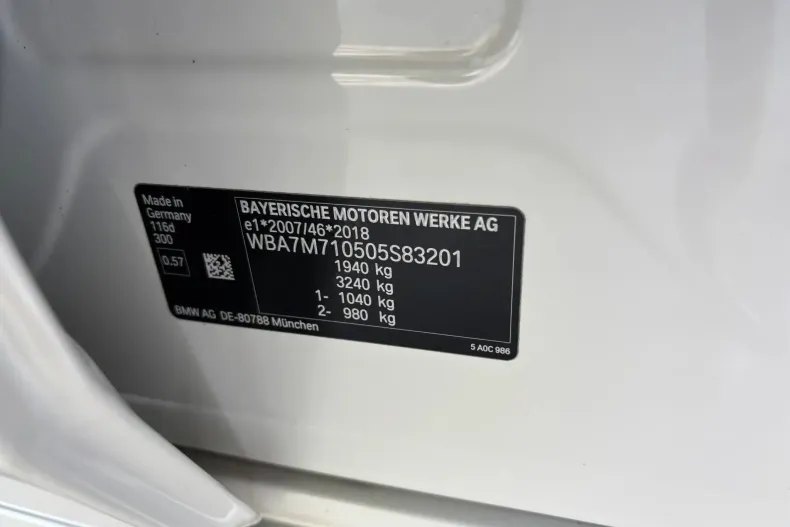 Made in
Germany
116d
300
0.57
BAYERISCHE MOTOREN WERKE AG
e1*2007/46*2018
WBA7M710505S83201
1940 kg
3240 kg
1- 1040 kg
2- 980 kg
BMW AG DE-80788 München
5 A0C 986